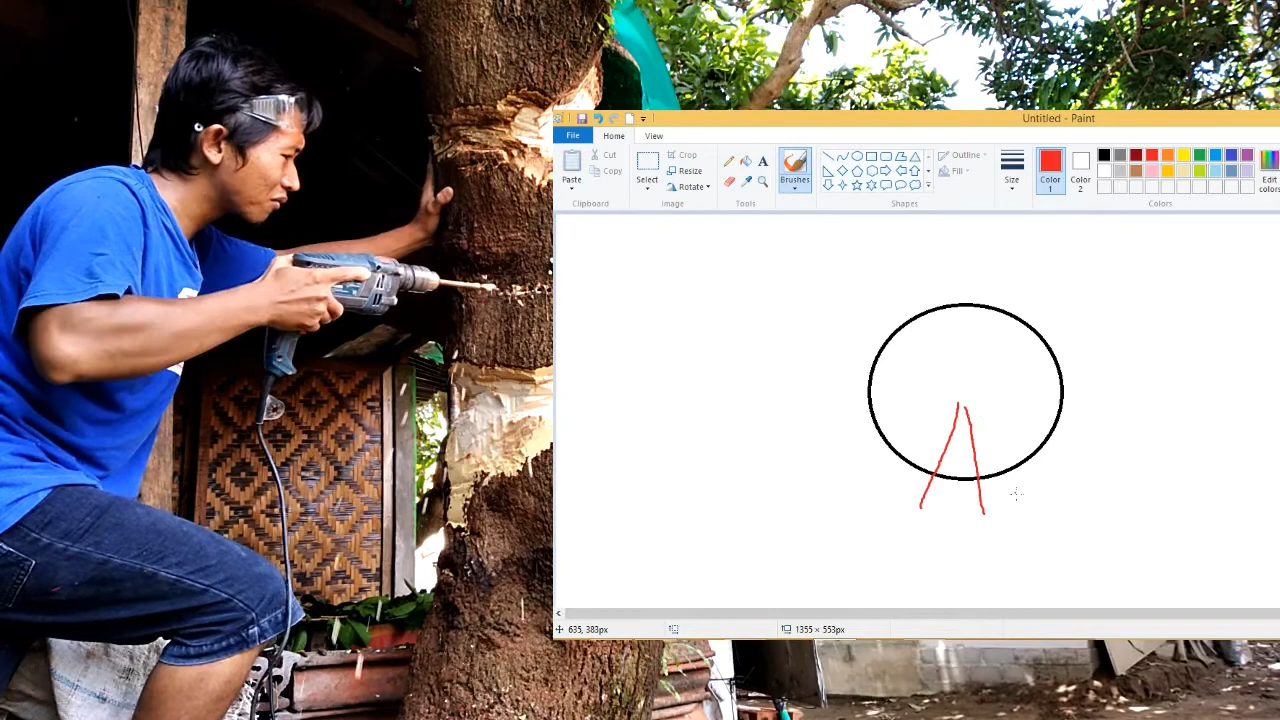 Untitled - Paint
File Home View
Paste
Cut
Copy
Clipboard
Select
Crop
Resize
Rotate
Image
A
Tools
Brushes
Outline
Fill
Shapes
Size
Color 1
Color 2
Edit colors
Colors
635, 383px
1355 × 553px